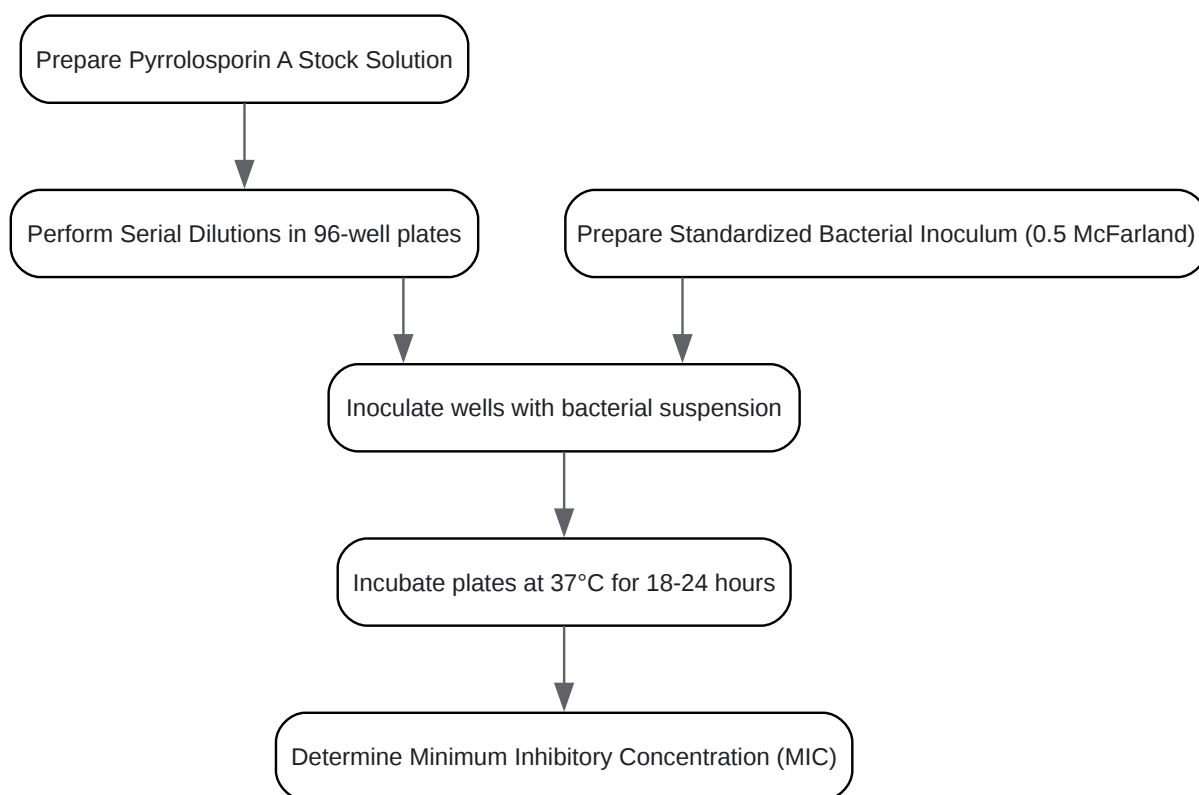 Prepare Pyrrolosporin A Stock Solution
Perform Serial Dilutions in 96-well plates
Prepare Standardized Bacterial Inoculum (0.5 McFarland)
Inoculate wells with bacterial suspension
Incubate plates at 37°C for 18-24 hours
Determine Minimum Inhibitory Concentration (MIC)